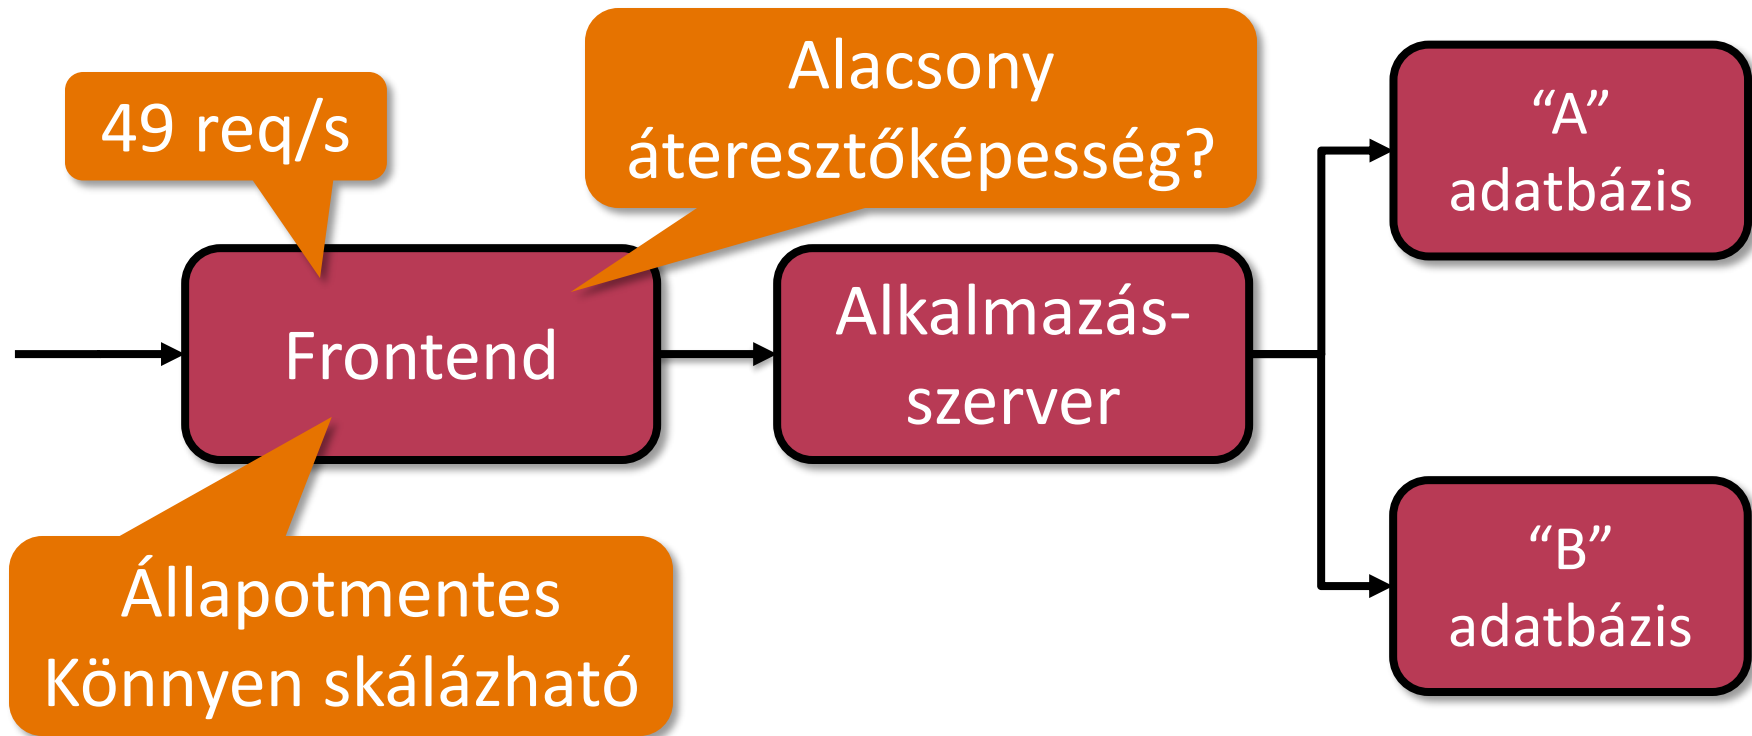 49 req/s
Alacsony
áteresztőképesség?
Frontend
Állapotmentes
Könnyen skálázható
Alkalmazás-
szerver
“A”
adatbázis
“B”
adatbázis